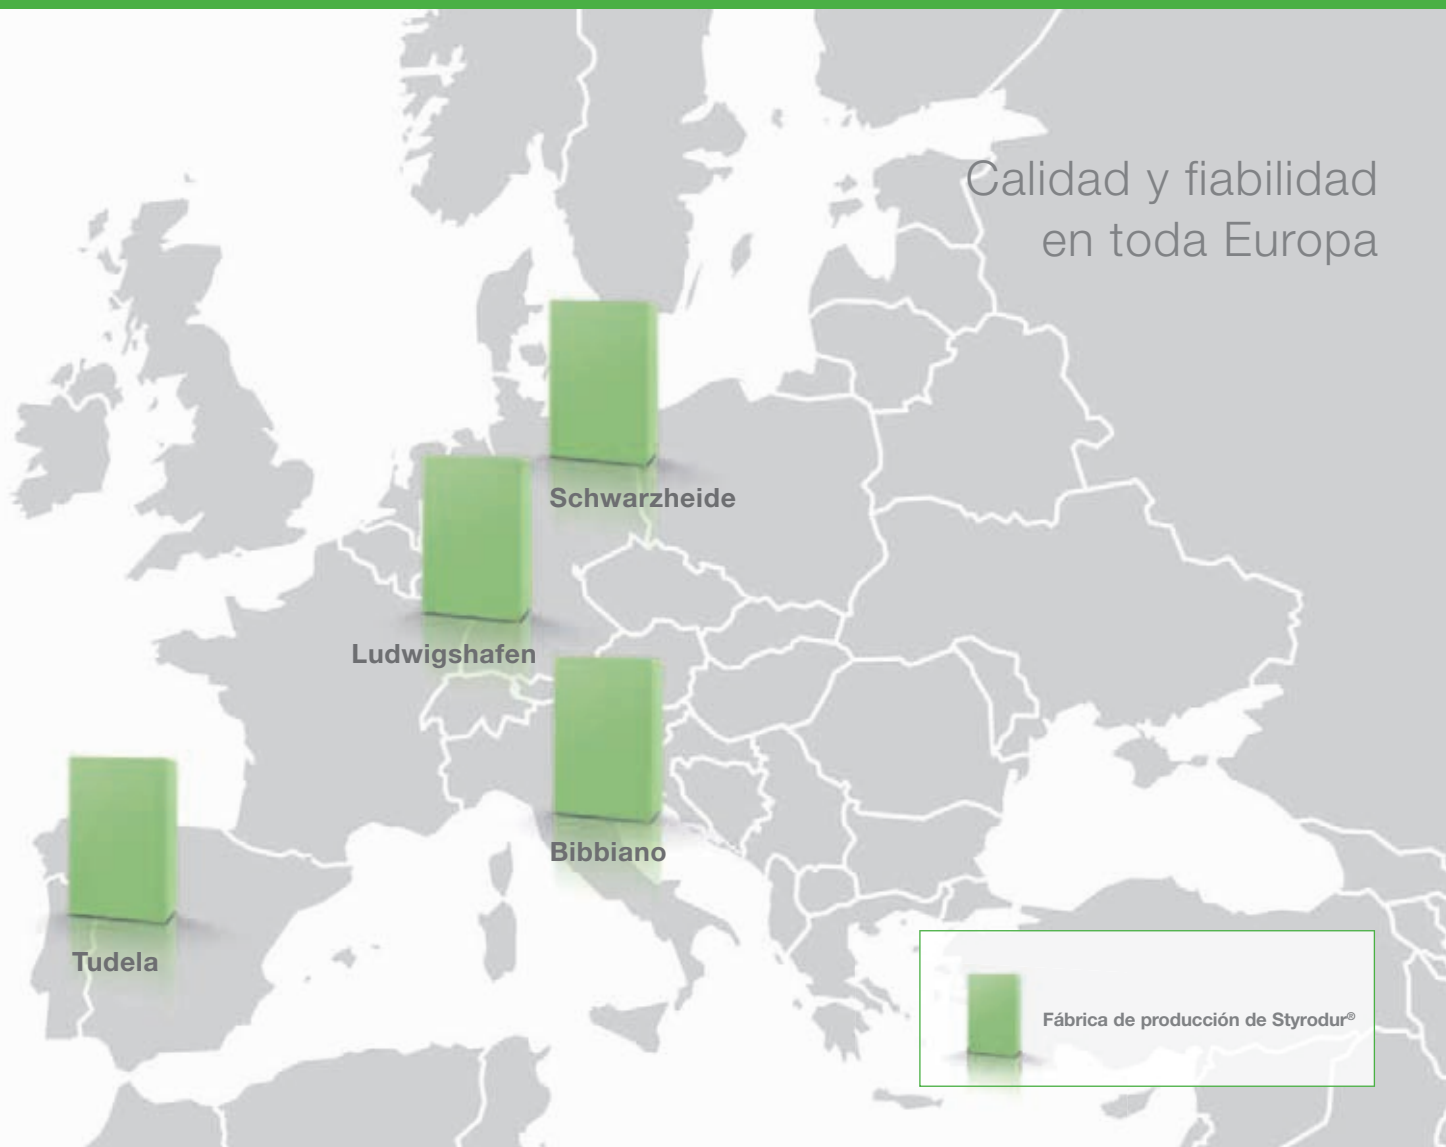 Calidad y fiabilidad
en toda Europa
Schwarzheide
Ludwigshafen
Bibbiano
Tudela
Fábrica de producción de Styrodur®